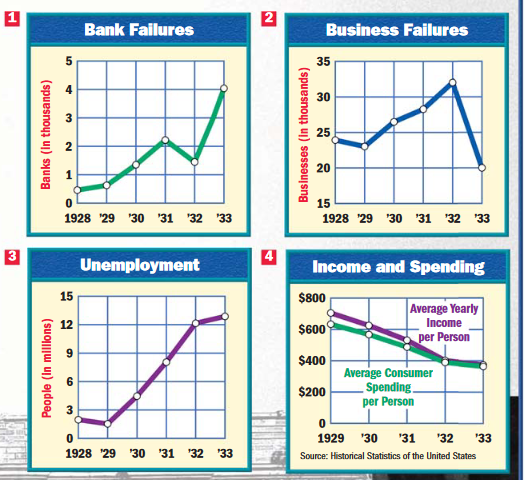 1
Bank Failures
Banks (in thousands)
5
4
3
2
1
0
1928 '29 '30 '31 '32 '33
2
Business Failures
Businesses (in thousands)
35
30
25
20
15
1928 '29 '30 '31 '32 '33
3
Unemployment
People (in millions)
15
12
9
6
3
0
1928 '29 '30 '31 '32 '33
4
Income and Spending
$800
$600
$400
$200
0
Average Yearly
Income
per Person
Average Consumer
Spending
per Person
1929 '30 '31 '32 '33
Source: Historical Statistics of the United States